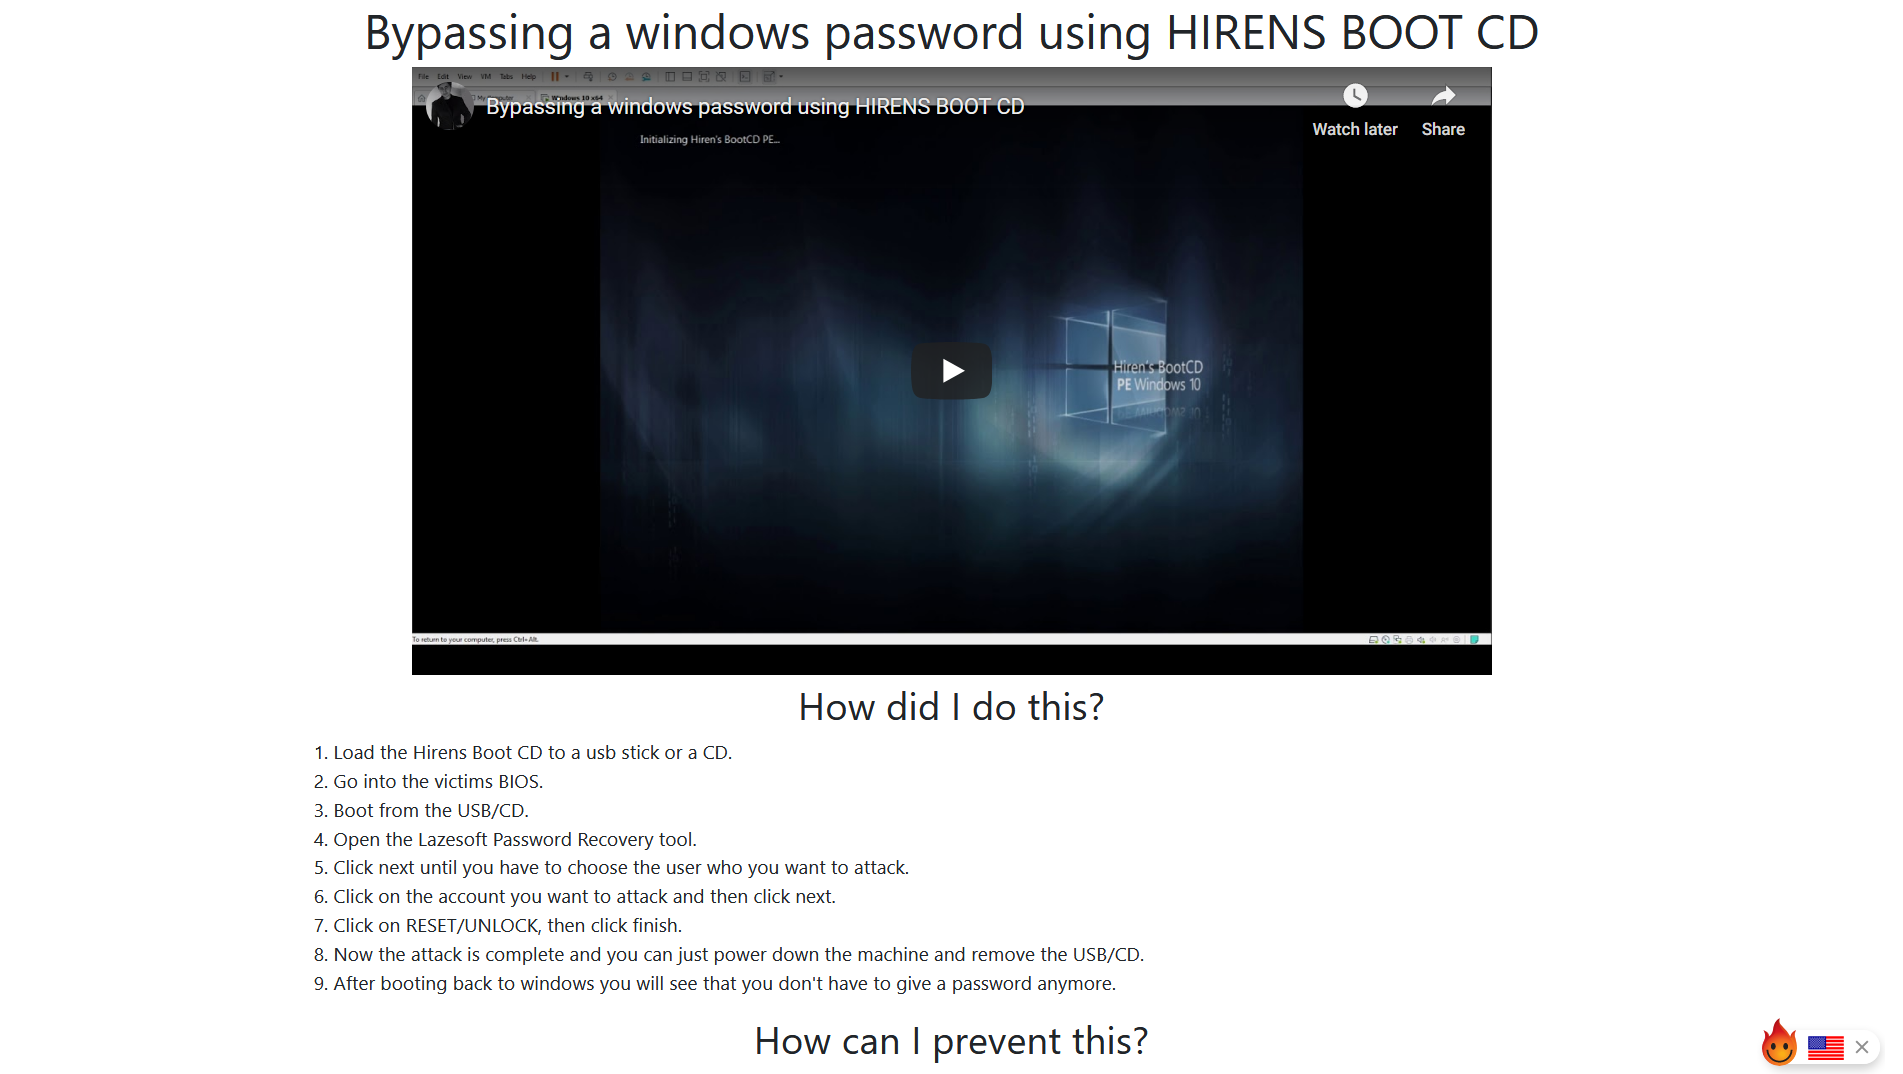 Bypassing a windows password using HIRENS BOOT CD
File Edit View VM Tabs Help
My Computer Windows 10 x64
Bypassing a windows password using HIRENS BOOT CD
Watch later Share
Initializing Hiren's BootCD PE...
Hiren's BootCD
PE Windows 10
To return to your computer, press Ctrl+Alt.
How did I do this?
1. Load the Hirens Boot CD to a usb stick or a CD.
2. Go into the victims BIOS.
3. Boot from the USB/CD.
4. Open the Lazesoft Password Recovery tool.
5. Click next until you have to choose the user who you want to attack.
6. Click on the account you want to attack and then click next.
7. Click on RESET/UNLOCK, then click finish.
8. Now the attack is complete and you can just power down the machine and remove the USB/CD.
9. After booting back to windows you will see that you don't have to give a password anymore.
How can I prevent this?